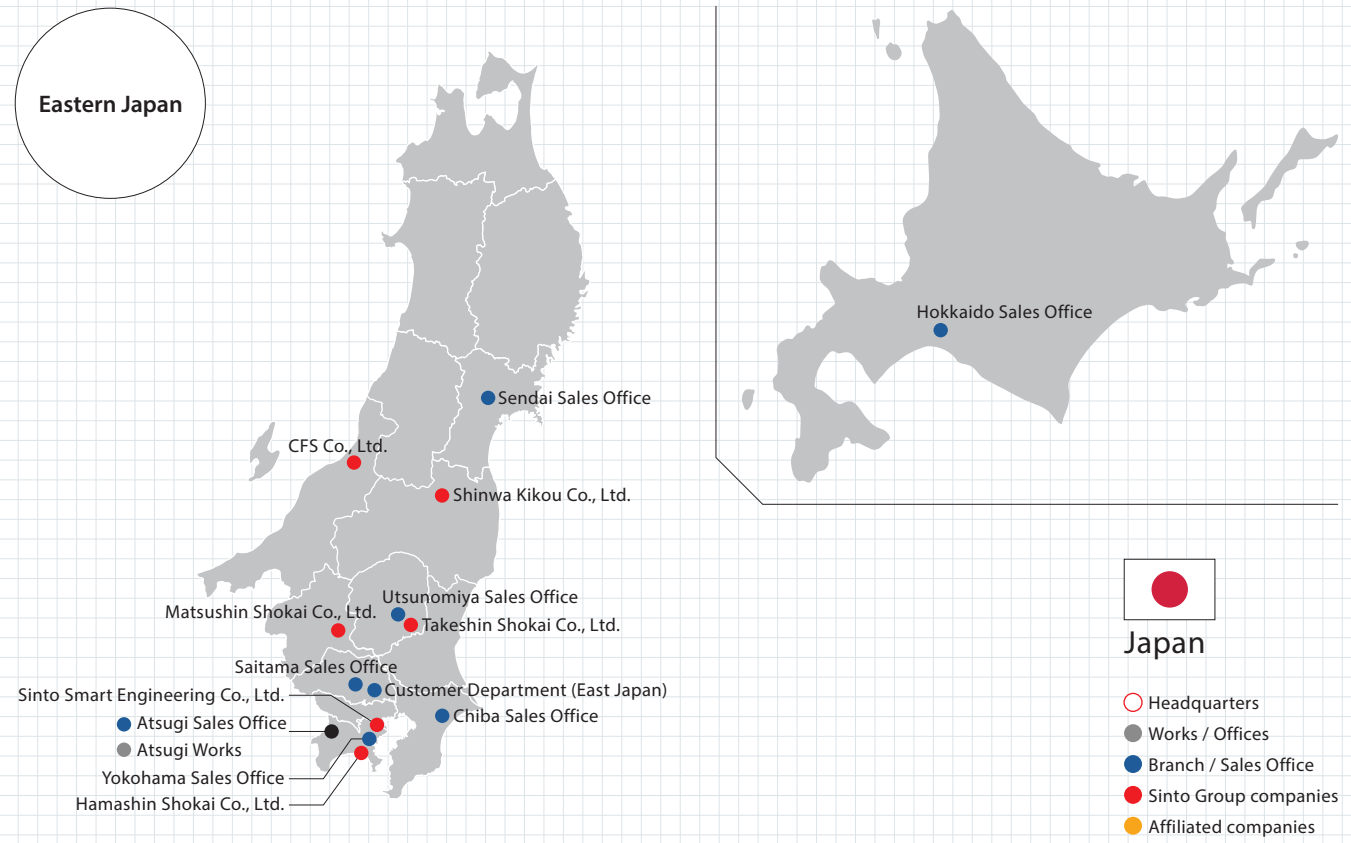 Eastern Japan
Hokkaido Sales Office
Sendai Sales Office
CFS Co., Ltd.
Shinwa Kikou Co., Ltd.
Utsunomiya Sales Office
Matsushin Shokai Co., Ltd.
Takeshin Shokai Co., Ltd.
Saitama Sales Office
Customer Department (East Japan)
Sinto Smart Engineering Co., Ltd.
Chiba Sales Office
Atsugi Sales Office
Atsugi Works
Yokohama Sales Office
Hamashin Shokai Co., Ltd.
Japan
Headquarters
Works / Offices
Branch / Sales Office
Sinto Group companies
Affiliated companies